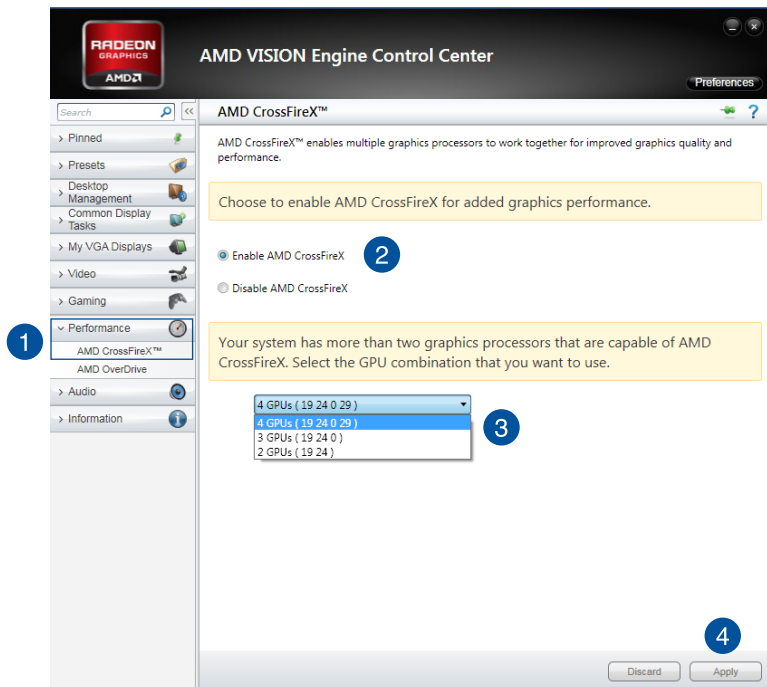 RADEON
GRAPHICS
AMD
AMD VISION Engine Control Center
Preferences
Search
<<
AMD CrossFireX™
?
> Pinned
> Presets
> Desktop
Management
> Common Display
Tasks
> My VGA Displays
> Video
> Gaming
1
Performance
AMD CrossFireX™
AMD OverDrive
> Audio
> Information
AMD CrossFireX™ enables multiple graphics processors to work together for improved graphics quality and
performance.
Choose to enable AMD CrossFireX for added graphics performance.
Enable AMD CrossFireX
2
Disable AMD CrossFireX
Your system has more than two graphics processors that are capable of AMD
CrossFireX. Select the GPU combination that you want to use.
4 GPUs ( 19 24 0 29 )
4 GPUs ( 19 24 0 29 )
3 GPUs ( 19 24 0 )
2 GPUs ( 19 24 )
3
4
Discard
Apply